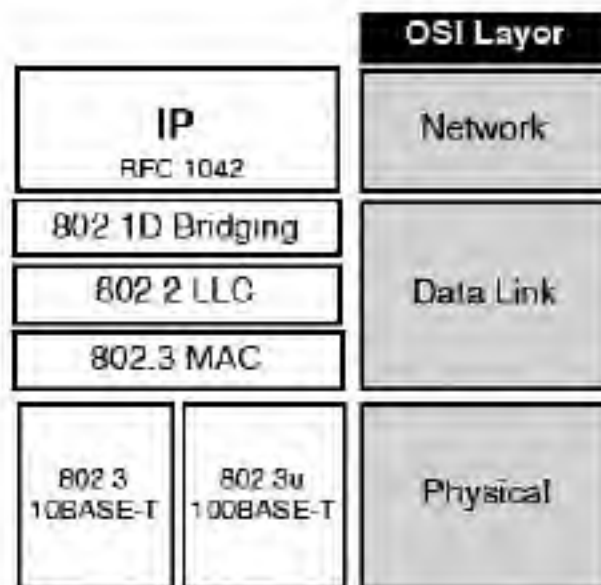 OSI Layor
IP
RFC 1042
Network
802 1D Bridging
802 2 LLC
Data Link
802.3 MAC
802 3
10BASE-T
802 3u
100BASE-T
Physical